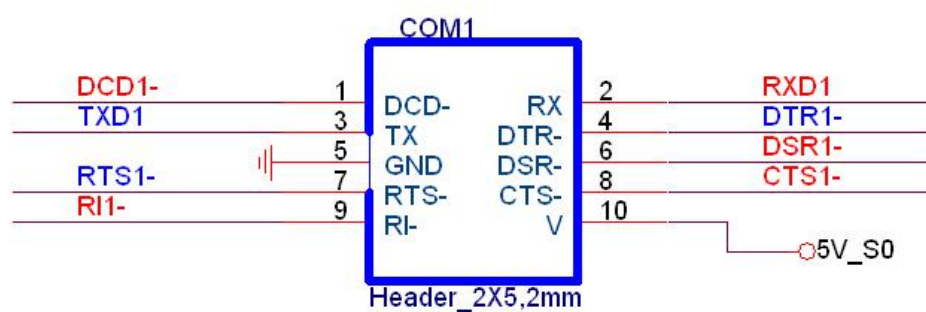 COM1
DCD1- 1 DCD- RX 2 RXD1
TXD1 3 TX DTR- 4 DTR1-
5 GND DSR- 6 DSR1-
RTS1- 7 RTS- CTS- 8 CTS1-
RI1- 9 RI- V 10
5V_S0
Header_2X5,2mm